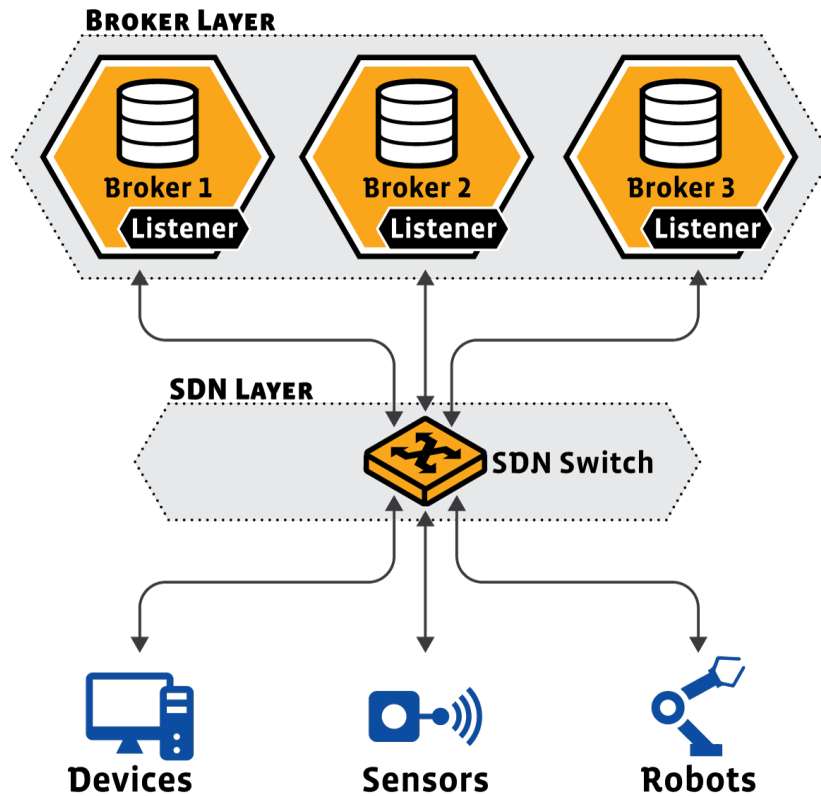 Broker Layer
Broker 1
Listener
Broker 2
Listener
Broker 3
Listener
SDN Layer
SDN Switch
Devices
Sensors
Robots